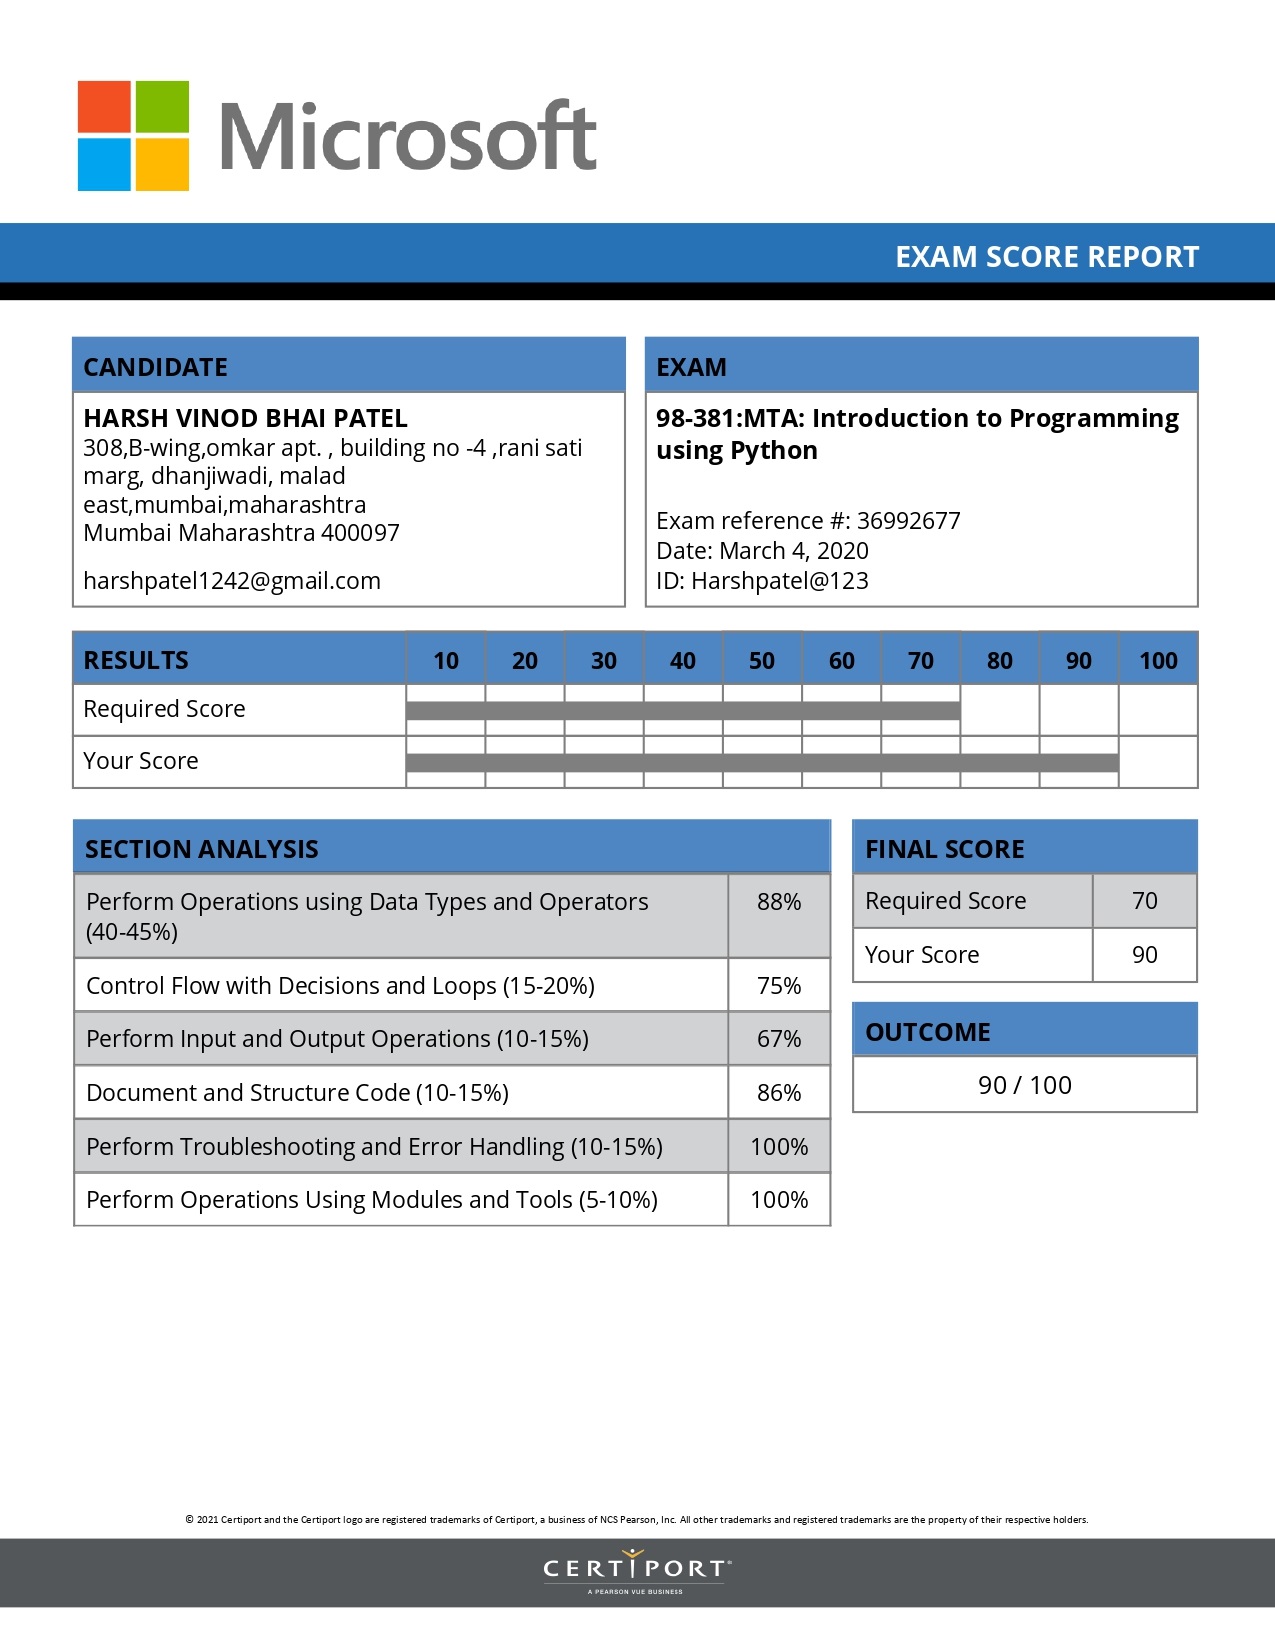 Microsoft
EXAM SCORE REPORT
CANDIDATE
HARSH VINOD BHAI PATEL
308,B-wing,omkar apt. , building no -4 ,rani sati
marg, dhanjiwadi, malad
east,mumbai,maharashtra
Mumbai Maharashtra 400097
harshpatel1242@gmail.com
EXAM
98-381:MTA: Introduction to Programming
using Python
Exam reference #: 36992677
Date: March 4, 2020
ID: Harshpatel@123
RESULTS 10 20 30 40 50 60 70 80 90 100
Required Score
Your Score
SECTION ANALYSIS
Perform Operations using Data Types and Operators 88%
(40-45%)
Control Flow with Decisions and Loops (15-20%) 75%
Perform Input and Output Operations (10-15%) 67%
Document and Structure Code (10-15%) 86%
Perform Troubleshooting and Error Handling (10-15%) 100%
Perform Operations Using Modules and Tools (5-10%) 100%
FINAL SCORE
Required Score 70
Your Score 90
OUTCOME
90 / 100
© 2021 Certiport and the Certiport logo are registered trademarks of Certiport, a business of NCS Pearson, Inc. All other trademarks and registered trademarks are the property of their respective holders.
CERTIPORT®
A PEARSON VUE BUSINESS